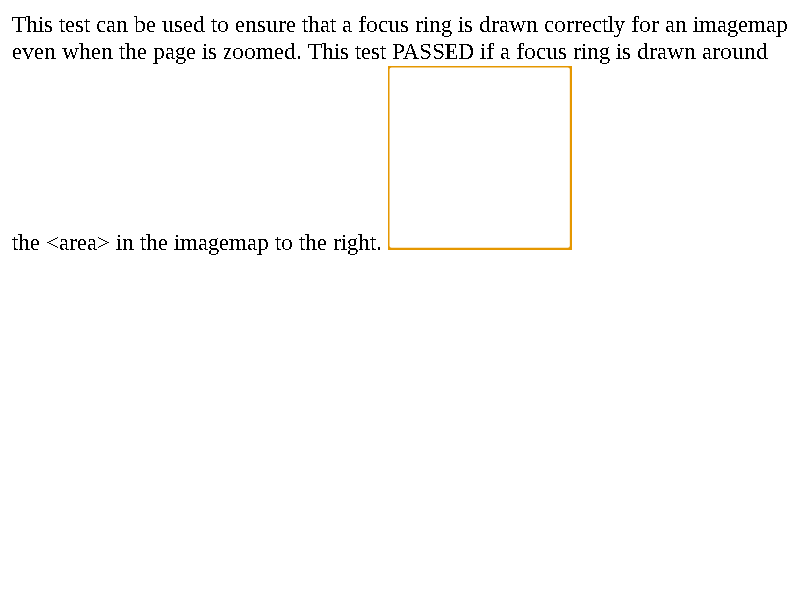 This test can be used to ensure that a focus ring is drawn correctly for an imagemap
even when the page is zoomed. This test PASSED if a focus ring is drawn around
the <area> in the imagemap to the right.